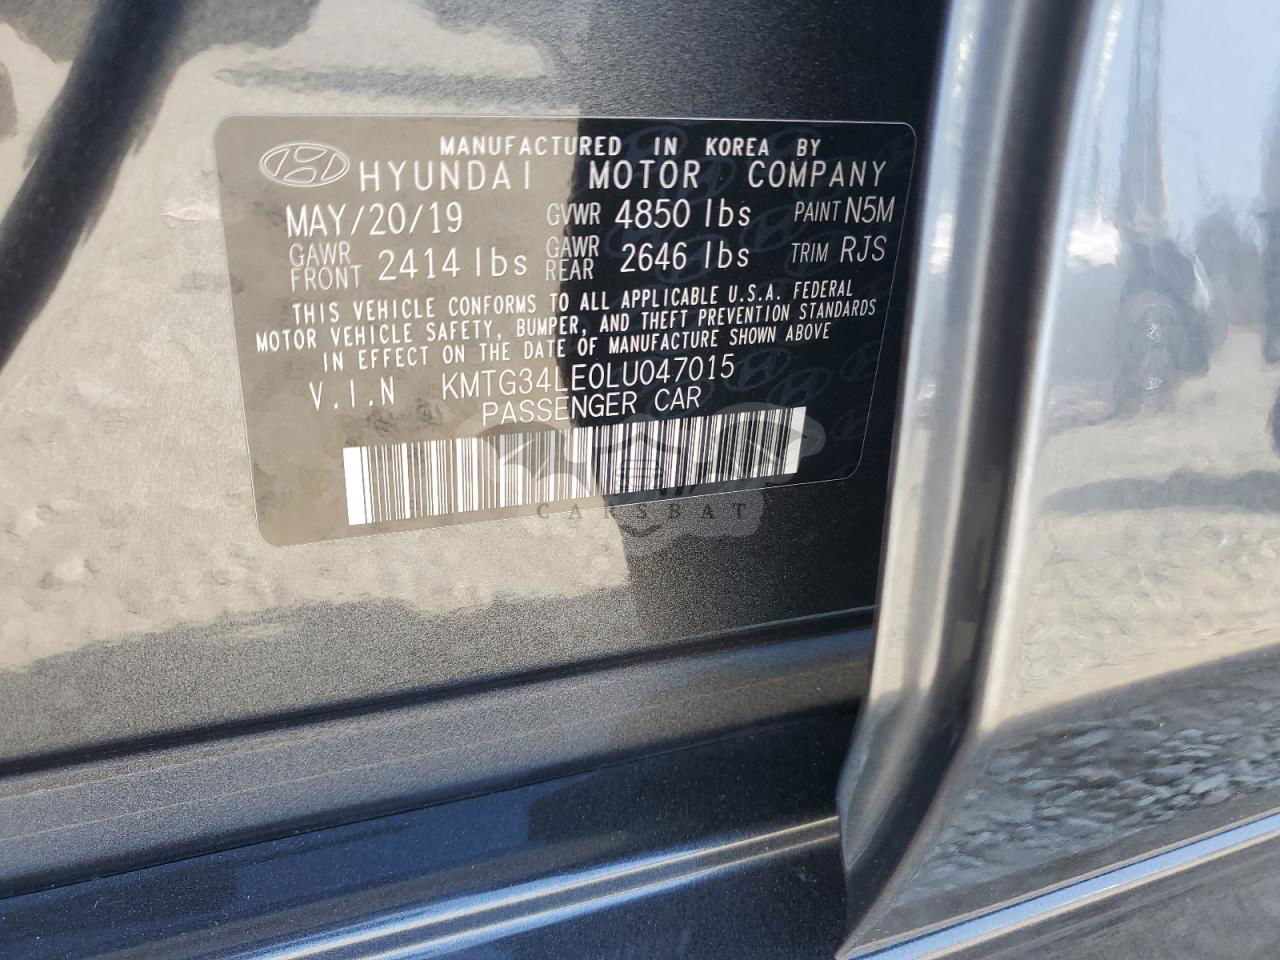 MANUFACTURED IN KOREA BY
HYUNDAI MOTOR COMPANY
MAY/20/19 GVWR 4850 lbs PAINT N5M
GAWR FRONT 2414 lbs GAWR REAR 2646 lbs TRIM RJS
THIS VEHICLE CONFORMS TO ALL APPLICABLE U.S.A. FEDERAL
MOTOR VEHICLE SAFETY, BUMPER, AND THEFT PREVENTION STANDARDS
IN EFFECT ON THE DATE OF MANUFACTURE SHOWN ABOVE
V.I.N KMTG34LE0LU047015
PASSENGER CAR
CARSBAT